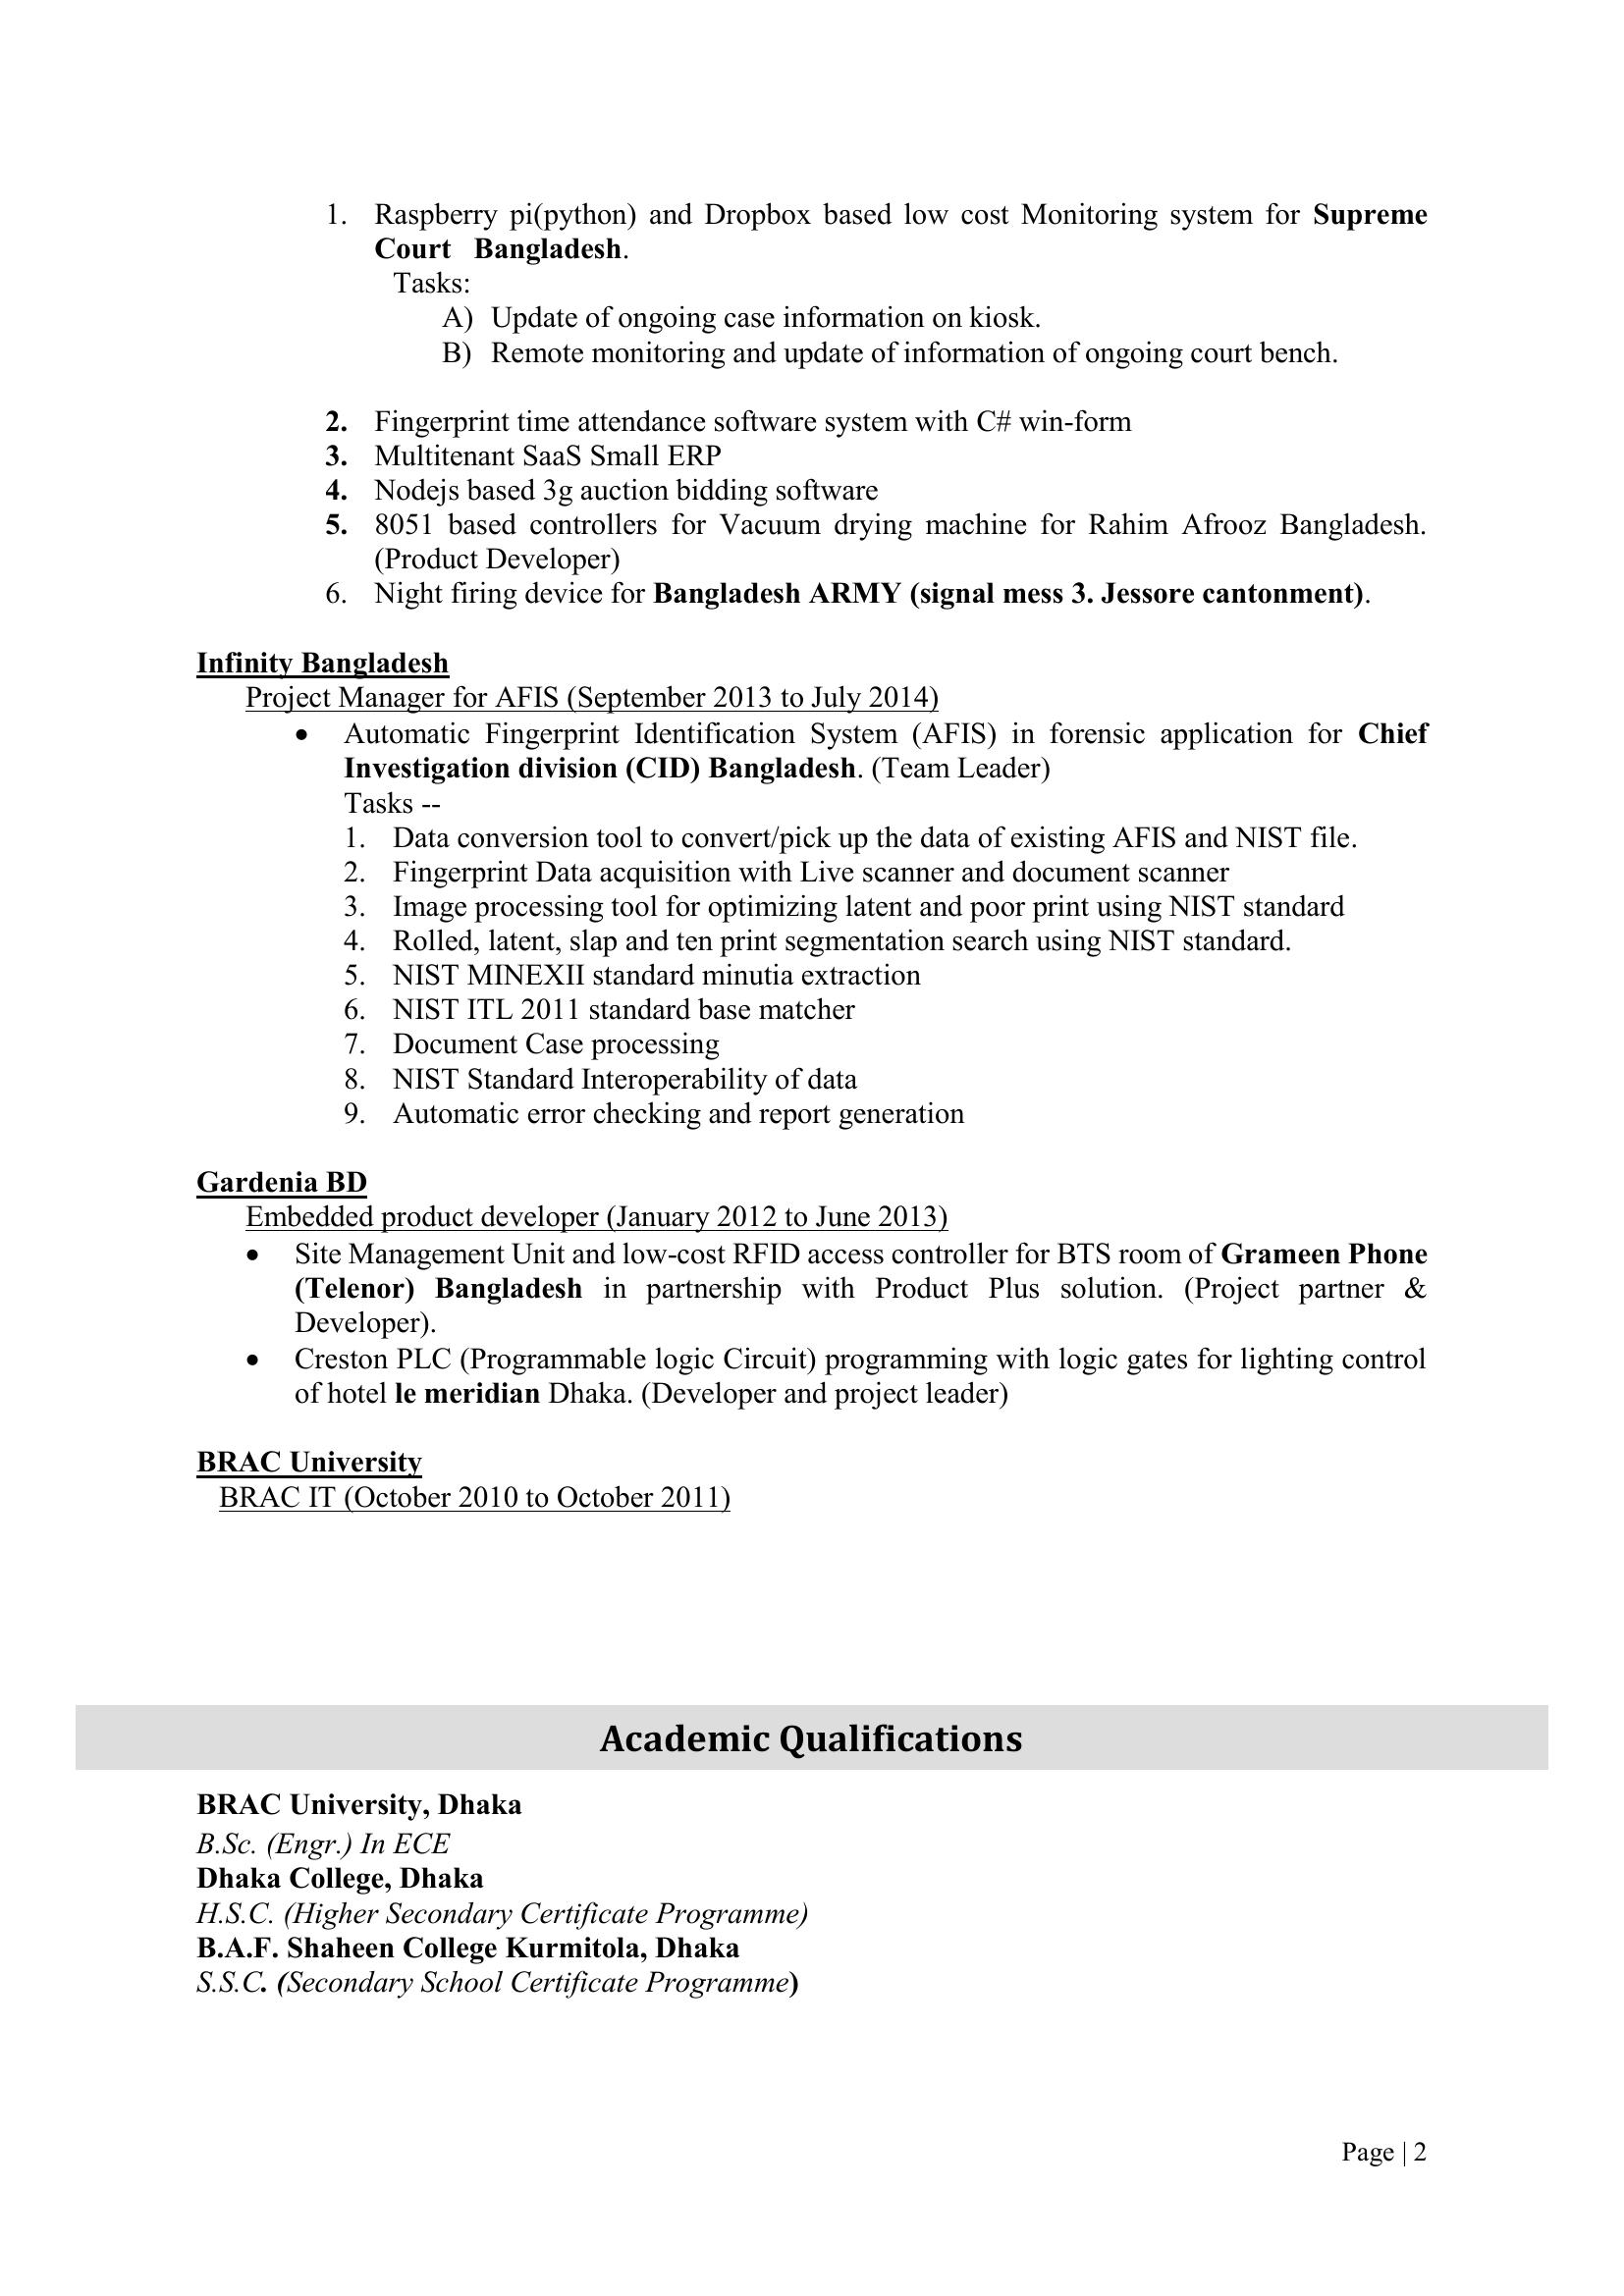 1. Raspberry pi(python) and Dropbox based low cost Monitoring system for Supreme
Court Bangladesh.
Tasks:
A) Update of ongoing case information on kiosk.
B) Remote monitoring and update of information of ongoing court bench.
2. Fingerprint time attendance software system with C# win-form
3. Multitenant SaaS Small ERP
4. Nodejs based 3g auction bidding software
5. 8051 based controllers for Vacuum drying machine for Rahim Afrooz Bangladesh.
(Product Developer)
6. Night firing device for Bangladesh ARMY (signal mess 3. Jessore cantonment).
Infinity Bangladesh
Project Manager for AFIS (September 2013 to July 2014)
• Automatic Fingerprint Identification System (AFIS) in forensic application for Chief
Investigation division (CID) Bangladesh. (Team Leader)
Tasks --
1. Data conversion tool to convert/pick up the data of existing AFIS and NIST file.
2. Fingerprint Data acquisition with Live scanner and document scanner
3. Image processing tool for optimizing latent and poor print using NIST standard
4. Rolled, latent, slap and ten print segmentation search using NIST standard.
5. NIST MINEXII standard minutia extraction
6. NIST ITL 2011 standard base matcher
7. Document Case processing
8. NIST Standard Interoperability of data
9. Automatic error checking and report generation
Gardenia BD
Embedded product developer (January 2012 to June 2013)
• Site Management Unit and low-cost RFID access controller for BTS room of Grameen Phone
(Telenor) Bangladesh in partnership with Product Plus solution. (Project partner &
Developer).
• Creston PLC (Programmable logic Circuit) programming with logic gates for lighting control
of hotel le meridian Dhaka. (Developer and project leader)
BRAC University
BRAC IT (October 2010 to October 2011)
Academic Qualifications
BRAC University, Dhaka
B.Sc. (Engr.) In ECE
Dhaka College, Dhaka
H.S.C. (Higher Secondary Certificate Programme)
B.A.F. Shaheen College Kurmitola, Dhaka
S.S.C. (Secondary School Certificate Programme)
Page | 2